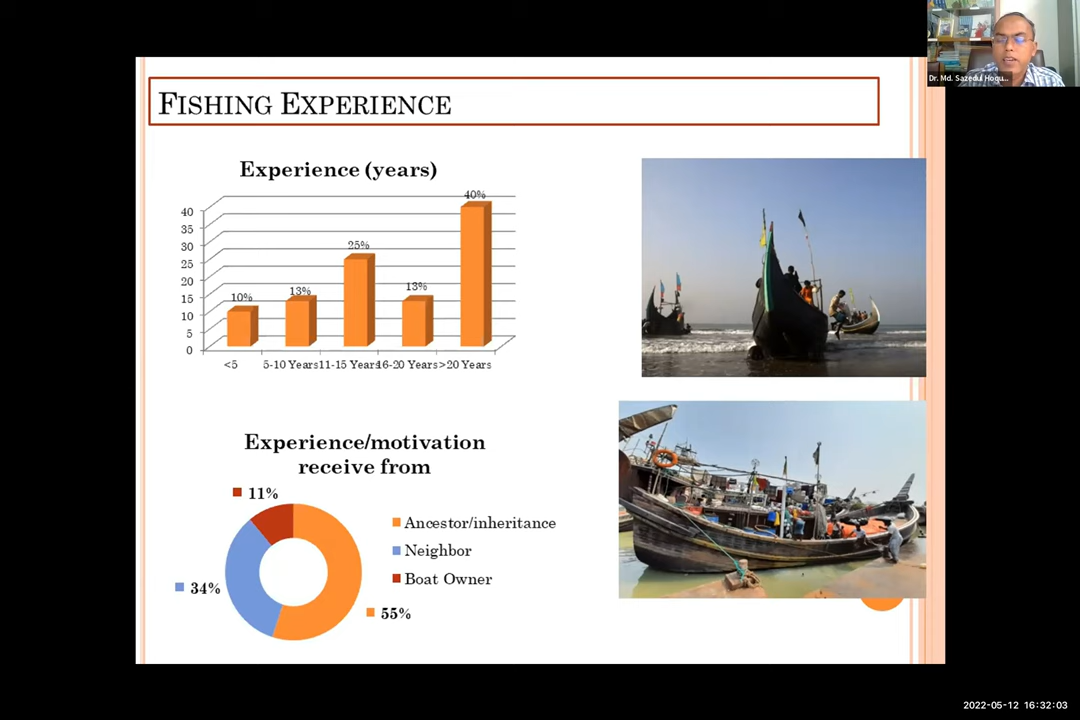 FISHING EXPERIENCE
Dr. Md. Sazedul Hoqu...
Experience (years)
40%
40
35
30
25%
25
20
10%
13%
13%
15
10
5
0
<5
5-10 Years
11-15 Years
16-20 Years
>20 Years
Experience/motivation
receive from
11%
Ancestor/inheritance
Neighbor
Boat Owner
34%
55%
2022-05-12 16:32:03